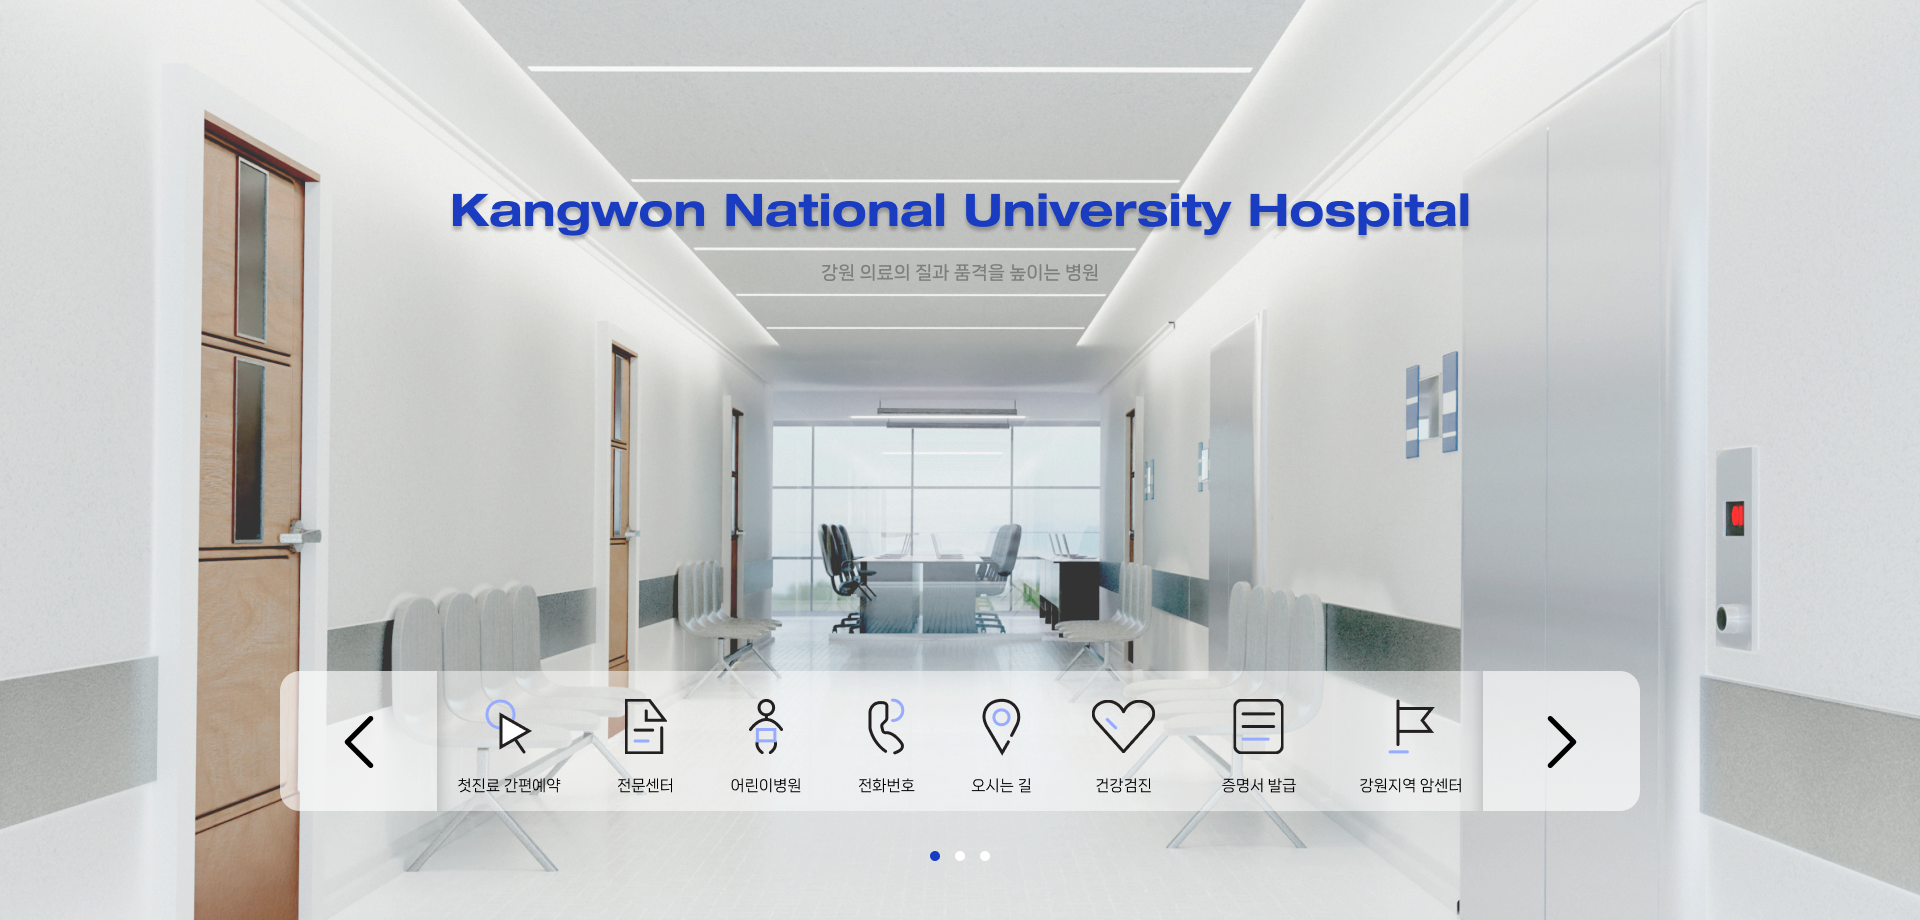 Kangwon National University Hospital
강원 의료의 질과 품격을 높이는 병원
첫진료 간편예약
전문센터
어린이병원
전화번호
오시는 길
건강검진
증명서 발급
강원지역 암센터